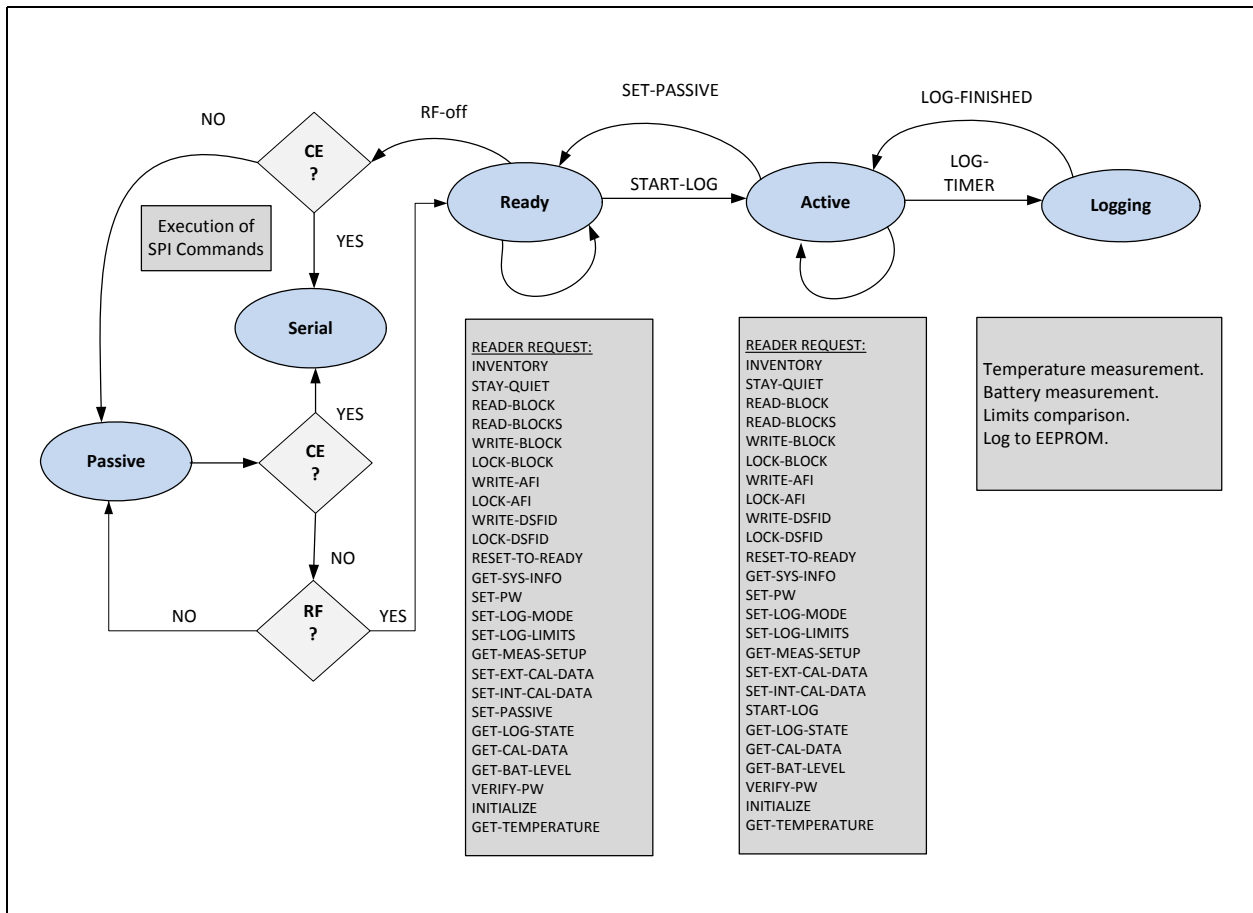 SET-PASSIVE
LOG-FINISHED
NO
RF-off
CE
?
LOG-
TIMER
START-LOG
Ready
Active
Logging
Execution of
SPI Commands
YES
Serial
READER REQUEST:
INVENTORY
STAY-QUIET
READ-BLOCK
READ-BLOCKS
WRITE-BLOCK
LOCK-BLOCK
WRITE-AFI
LOCK-AFI
WRITE-DSFID
LOCK-DSFID
RESET-TO-READY
GET-SYS-INFO
SET-PW
SET-LOG-MODE
SET-LOG-LIMITS
GET-MEAS-SETUP
SET-EXT-CAL-DATA
SET-INT-CAL-DATA
SET-PASSIVE
GET-LOG-STATE
GET-CAL-DATA
GET-BAT-LEVEL
VERIFY-PW
INITIALIZE
GET-TEMPERATURE
READER REQUEST:
INVENTORY
STAY-QUIET
READ-BLOCK
READ-BLOCKS
WRITE-BLOCK
LOCK-BLOCK
WRITE-AFI
LOCK-AFI
WRITE-DSFID
LOCK-DSFID
RESET-TO-READY
GET-SYS-INFO
SET-PW
SET-LOG-MODE
SET-LOG-LIMITS
GET-MEAS-SETUP
SET-EXT-CAL-DATA
SET-INT-CAL-DATA
START-LOG
GET-LOG-STATE
GET-CAL-DATA
GET-BAT-LEVEL
VERIFY-PW
INITIALIZE
GET-TEMPERATURE
Temperature measurement.
Battery measurement.
Limits comparison.
Log to EEPROM.
YES
Passive
CE
?
NO
RF
?
NO
YES